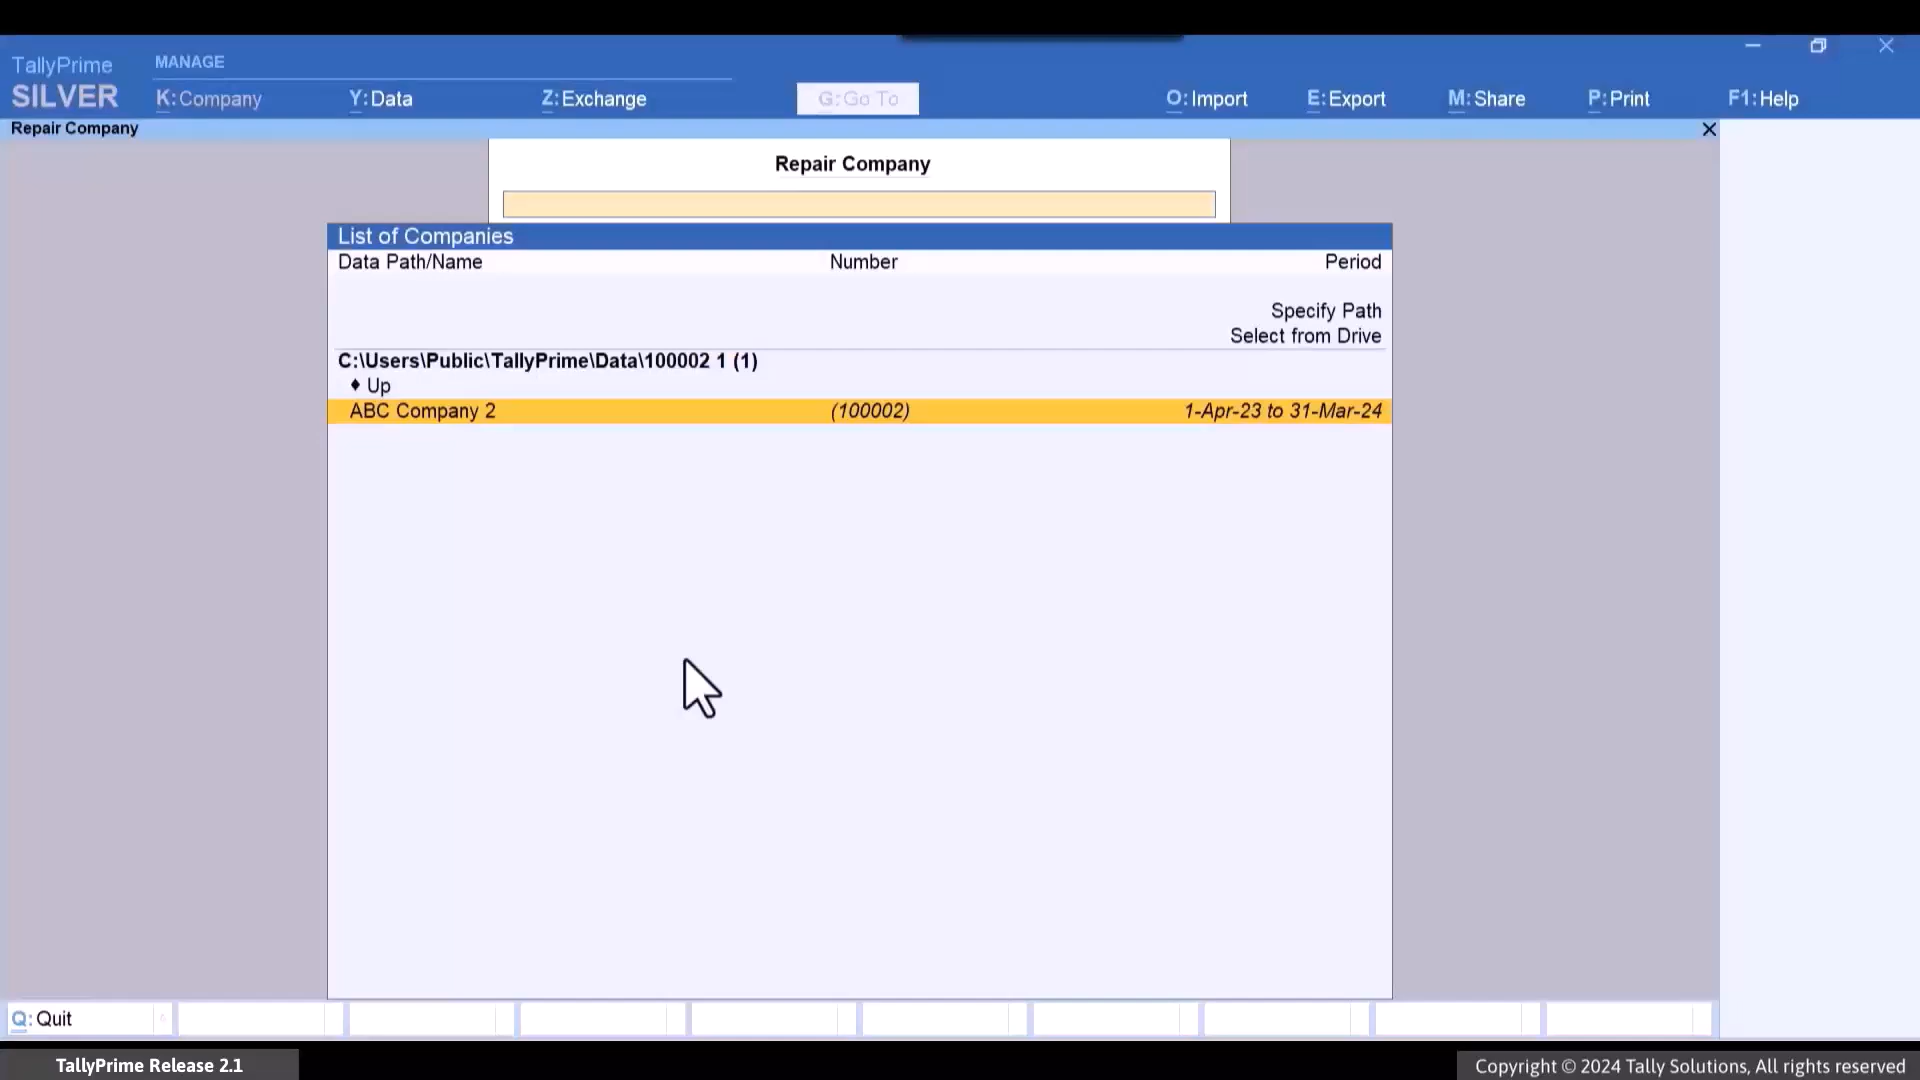 TallyPrime
SILVER
MANAGE
K:Company
Y:Data
Z:Exchange
G:Go To
O:Import
E:Export
M:Share
P:Print
F1:Help
Repair Company
Repair Company
List of Companies
Data Path/Name Number Period
Specify Path
Select from Drive
C:\Users\Public\TallyPrime\Data\100002 1 (1)
♦ Up
ABC Company 2 (100002) 1-Apr-23 to 31-Mar-24
Q: Quit
TallyPrime Release 2.1
Copyright © 2024 Tally Solutions, All rights reserved